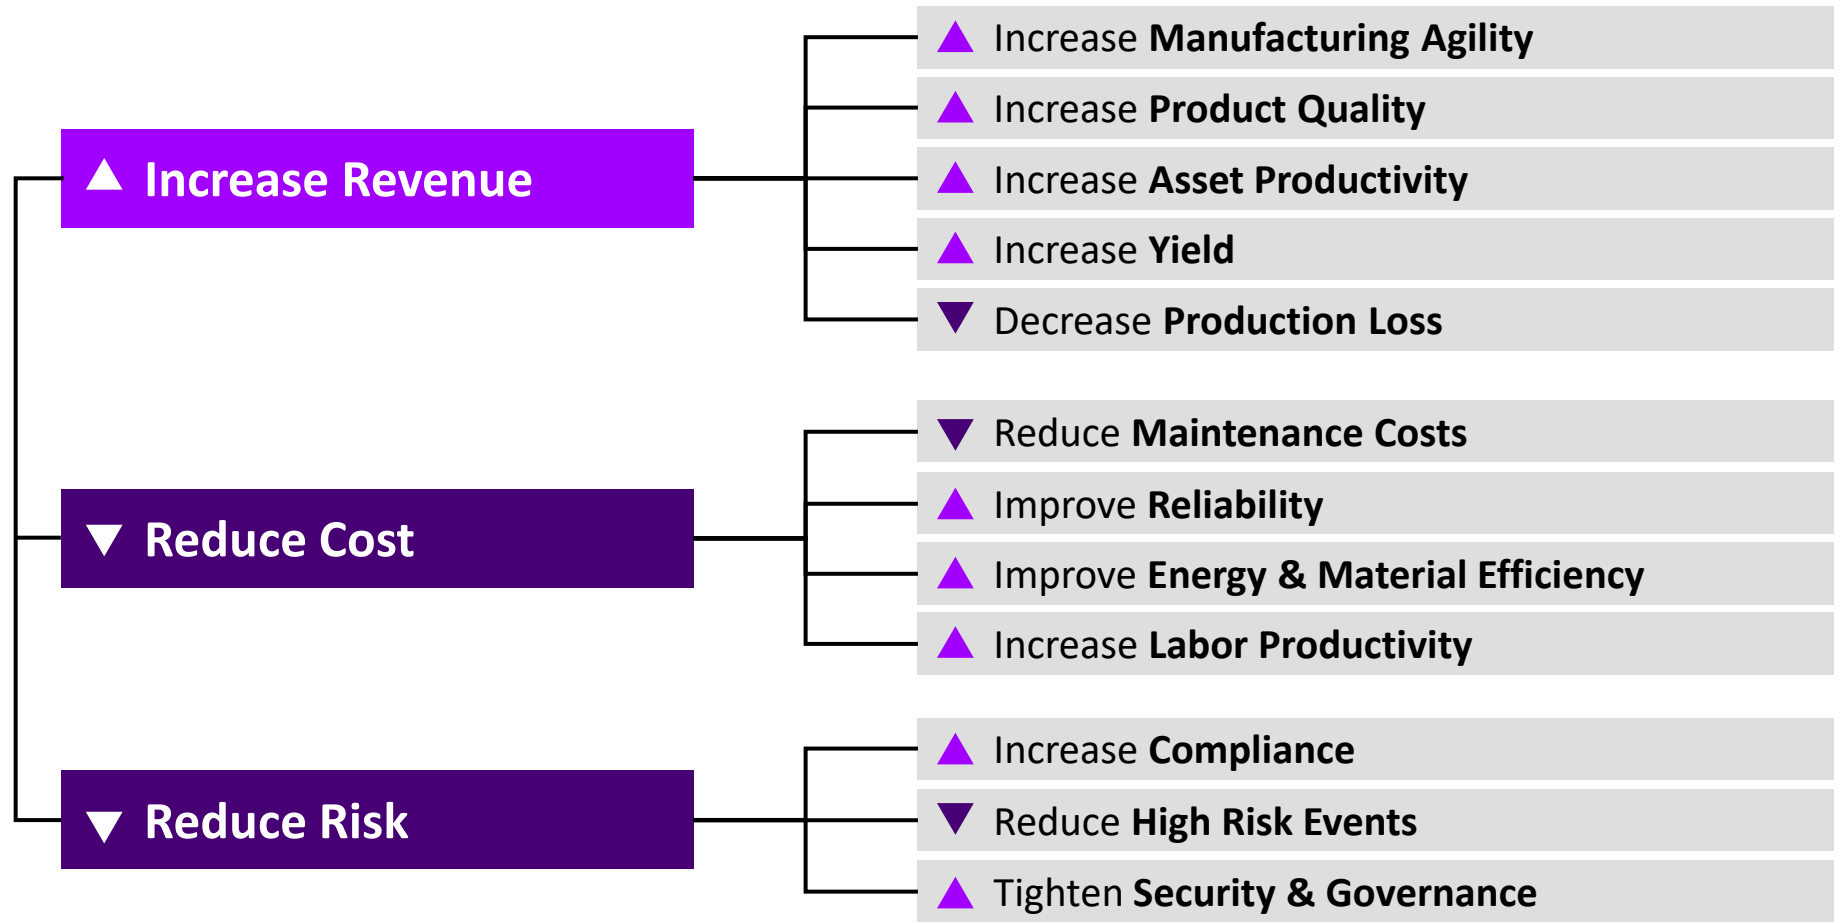 Increase Revenue
Increase Manufacturing Agility
Increase Product Quality
Increase Asset Productivity
Increase Yield
Decrease Production Loss
Reduce Cost
Reduce Maintenance Costs
Improve Reliability
Improve Energy & Material Efficiency
Increase Labor Productivity
Reduce Risk
Increase Compliance
Reduce High Risk Events
Tighten Security & Governance